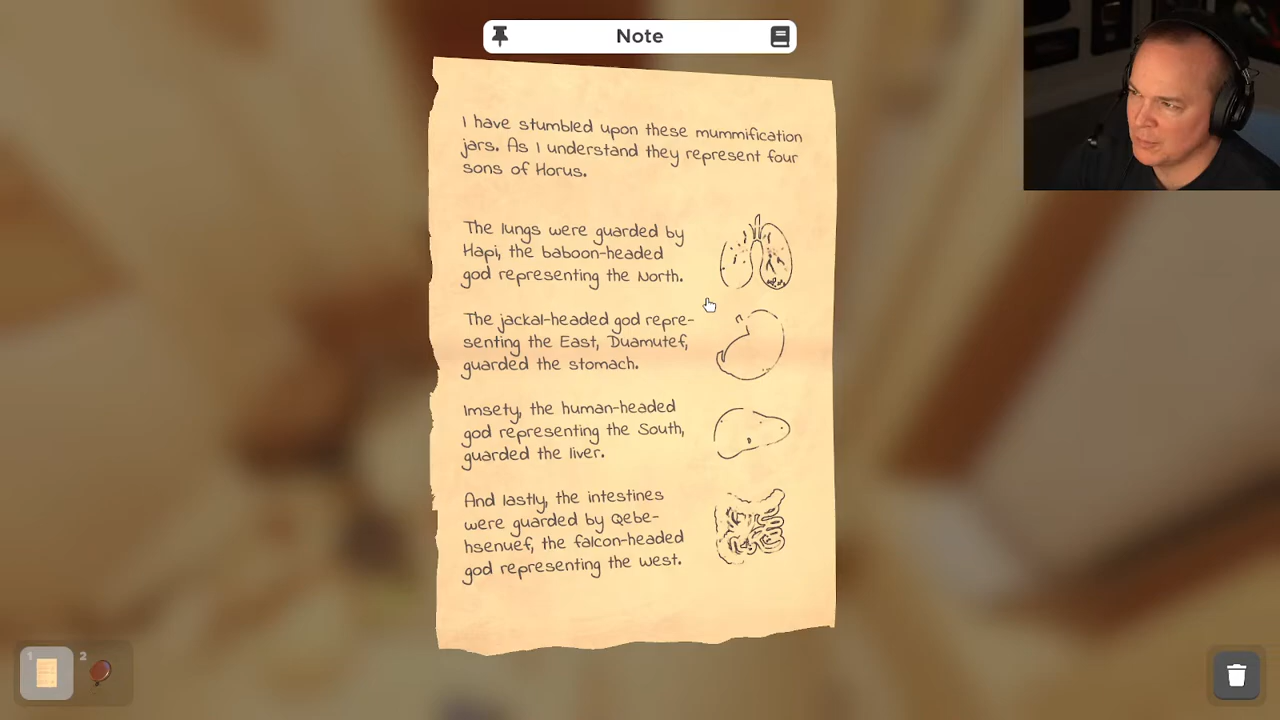 Note
I have stumbled upon these mummification
jars. As I understand they represent four
sons of Horus.
The lungs were guarded by
Hapi, the baboon-headed
god representing the North.
The jackal-headed god repre-
senting the East, Duamutef,
guarded the stomach.
Imsety, the human-headed
god representing the South,
guarded the liver.
And lastly, the intestines
were guarded by Qebe-
hsenuef, the falcon-headed
god representing the west.
1
2